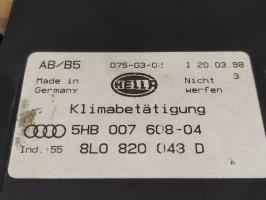 AB/B5 D75-03-02 I 20.03.98
Made in Germany HELLA Nicht werfen 3
Klimabetätigung
5HB 007 608-04
Ind.:55 8L0 820 043 D
b